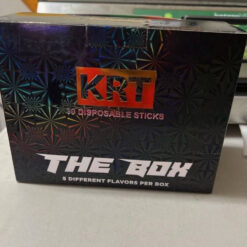 KRT
30 DISPOSABLE STICKS
THE BOX
5 DIFFERENT FLAVORS PER BOX